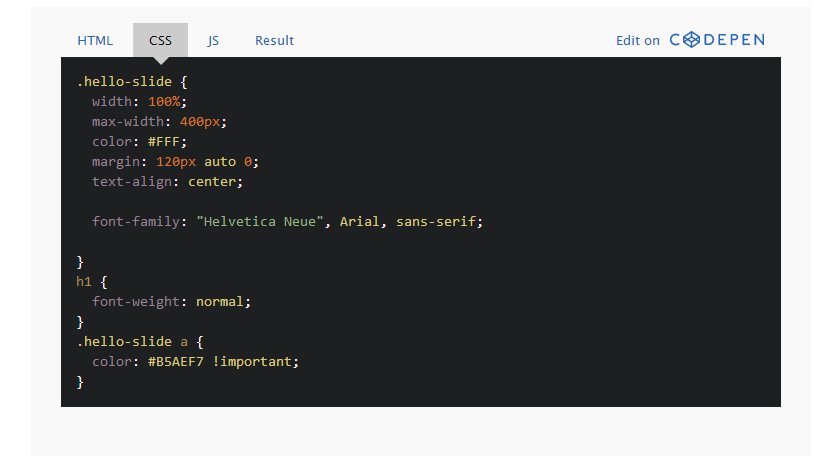 HTML CSS JS Result Edit on CODEPEN
.hello-slide {
  width: 100%;
  max-width: 400px;
  color: #FFF;
  margin: 120px auto 0;
  text-align: center;

  font-family: "Helvetica Neue", Arial, sans-serif;

}
h1 {
  font-weight: normal;
}
.hello-slide a {
  color: #B5AEF7 !important;
}